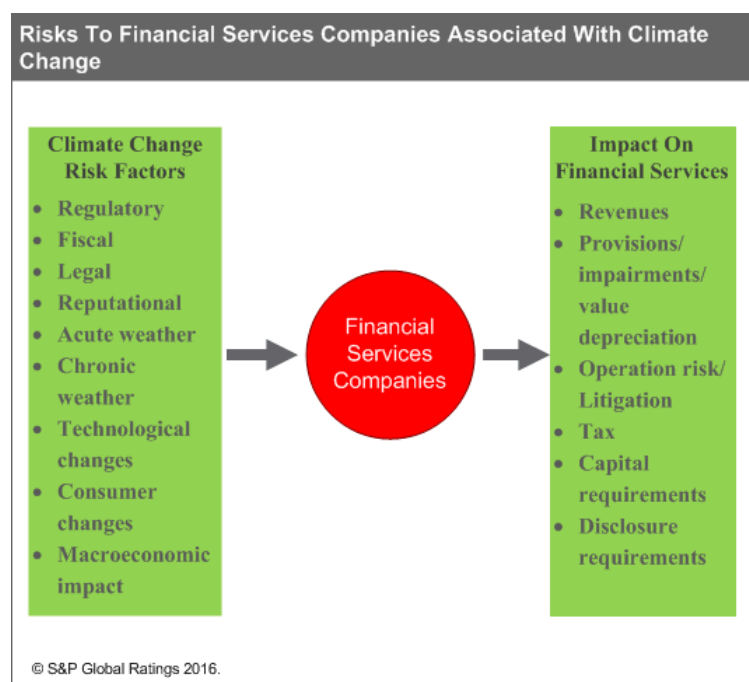 Risks To Financial Services Companies Associated With Climate
Change
Climate Change
Risk Factors
• Regulatory
• Fiscal
• Legal
• Reputational
• Acute weather
• Chronic
weather
• Technological
changes
• Consumer
changes
• Macroeconomic
impact
Financial
Services
Companies
Impact On
Financial Services
• Revenues
• Provisions/
impairments/
value
depreciation
• Operation risk/
Litigation
• Tax
• Capital
requirements
• Disclosure
requirements
© S&P Global Ratings 2016.